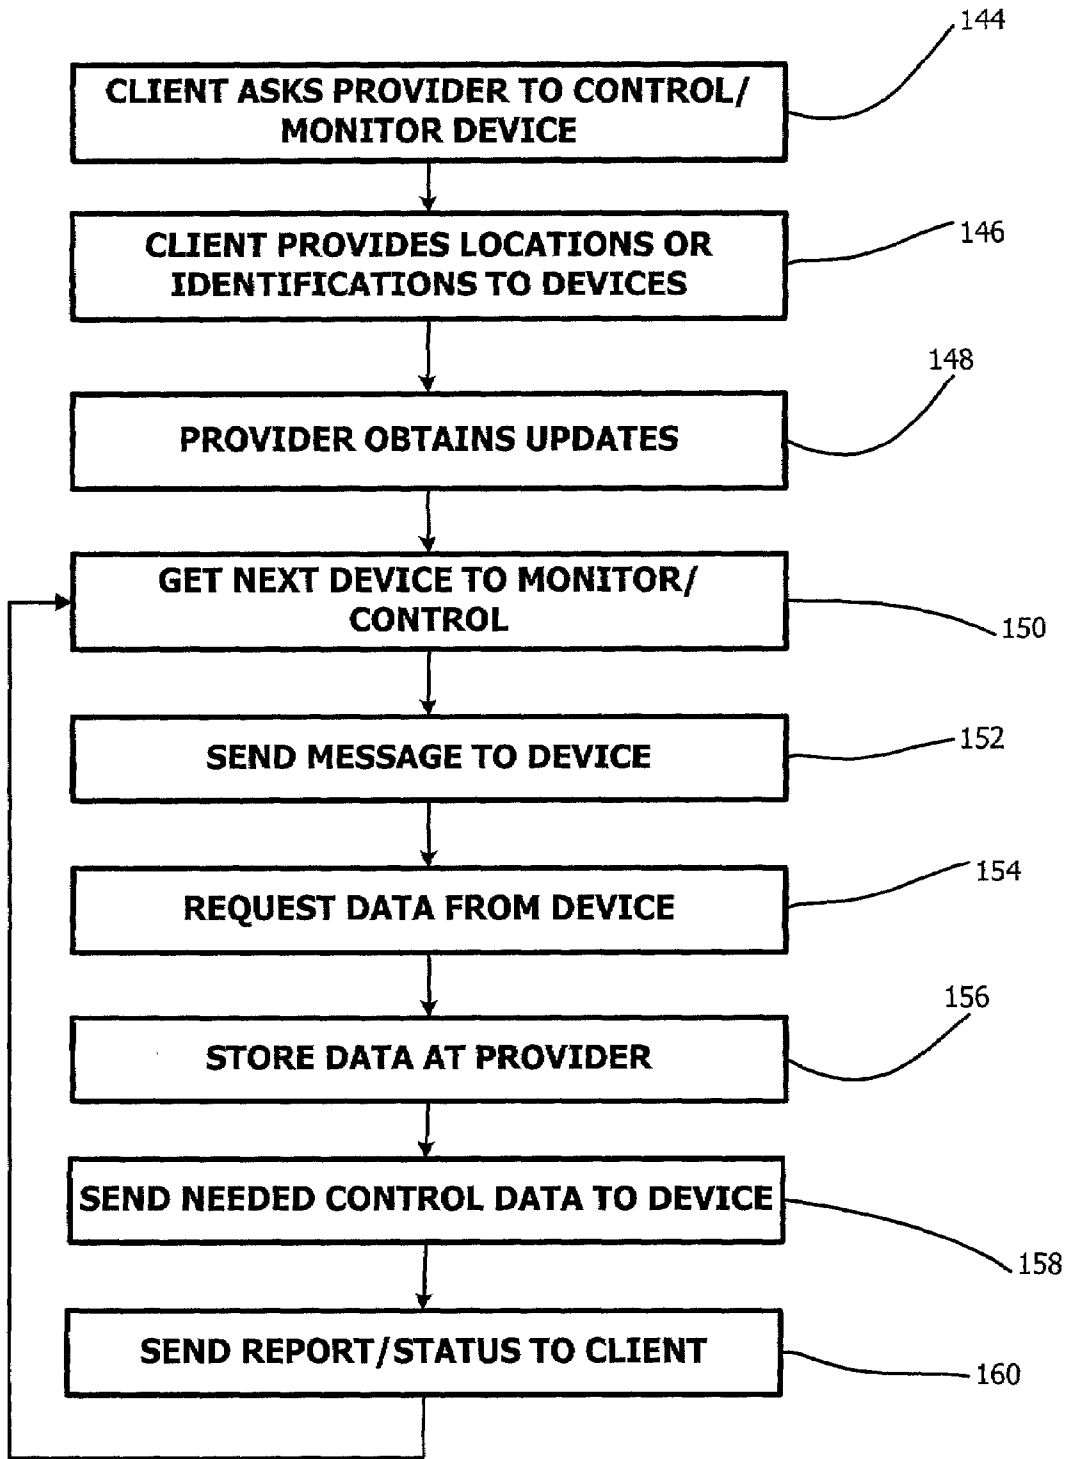 144
CLIENT ASKS PROVIDER TO CONTROL/
MONITOR DEVICE
CLIENT PROVIDES LOCATIONS OR
IDENTIFICATIONS TO DEVICES
146
148
PROVIDER OBTAINS UPDATES
GET NEXT DEVICE TO MONITOR/
CONTROL
150
SEND MESSAGE TO DEVICE
152
REQUEST DATA FROM DEVICE
154
156
STORE DATA AT PROVIDER
SEND NEEDED CONTROL DATA TO DEVICE
158
SEND REPORT/STATUS TO CLIENT
160